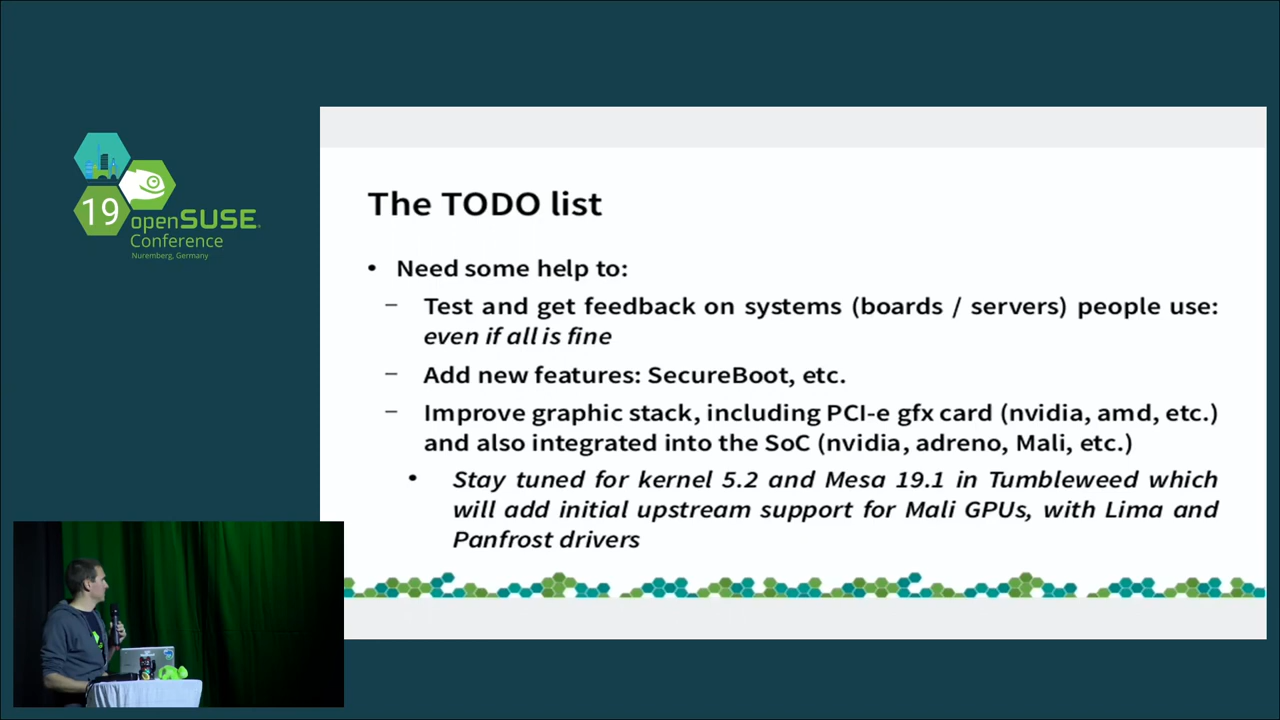 19
openSUSE
Conference
Nuremberg, Germany
The TODO list
• Need some help to:
– Test and get feedback on systems (boards / servers) people use:
even if all is fine
– Add new features: SecureBoot, etc.
– Improve graphic stack, including PCI-e gfx card (nvidia, amd, etc.)
and also integrated into the SoC (nvidia, adreno, Mali, etc.)
• Stay tuned for kernel 5.2 and Mesa 19.1 in Tumbleweed which
will add initial upstream support for Mali GPUs, with Lima and
Panfrost drivers